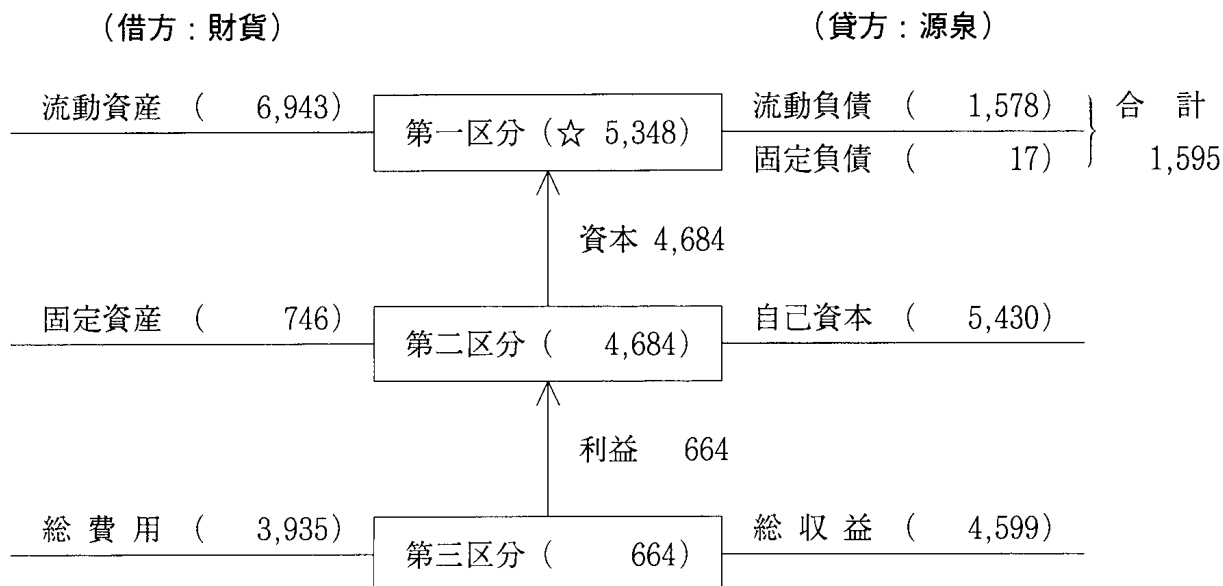 （借方：財貨） （貸方：源泉）
流動資産 （ 6,943） 第一区分（☆ 5,348） 流動負債 （ 1,578） 合 計
固定負債 （ 17） 1,595
資本 4,684
固定資産 （ 746） 第二区分（ 4,684） 自己資本 （ 5,430）
利益 664
総 費 用 （ 3,935） 第三区分（ 664） 総 収 益 （ 4,599）